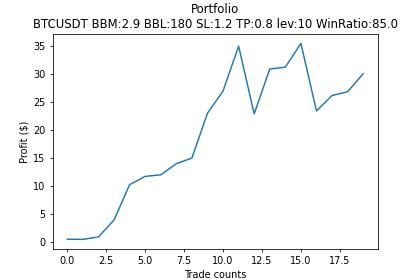 Portfolio
BTCUSDT BBM:2.9 BBL:180 SL:1.2 TP:0.8 lev:10 WinRatio:85.0
35
30
25
20
15
10
5
0
Profit ($)
0.0 2.5 5.0 7.5 10.0 12.5 15.0 17.5
Trade counts